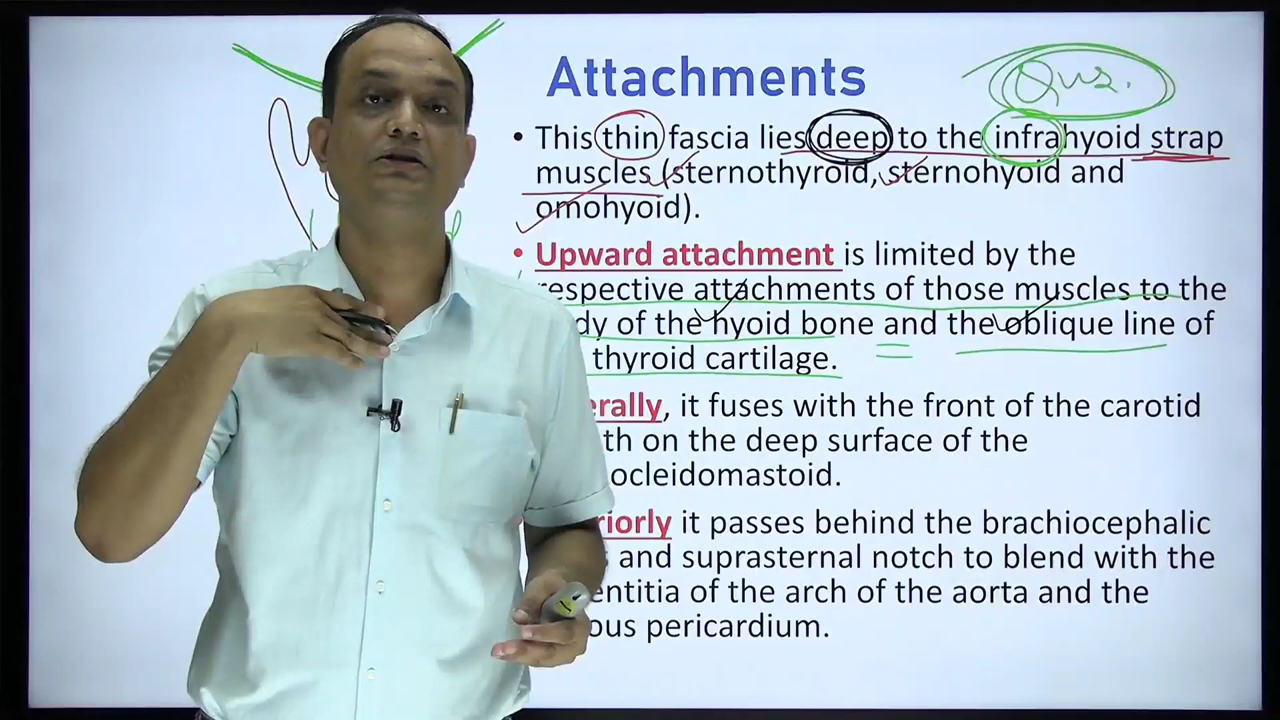 Attachments
Qus.
• This thin fascia lies deep to the infrahyoid strap
muscles (sternothyroid, sternohyoid and
omohyoid).
• Upward attachment is limited by the
respective attachments of those muscles to the
dy of the hyoid bone and the oblique line of
thyroid cartilage.
erally, it fuses with the front of the carotid
th on the deep surface of the
ocleidomastoid.
riorly it passes behind the brachiocephalic
s and suprasternal notch to blend with the
entitia of the arch of the aorta and the
ous pericardium.